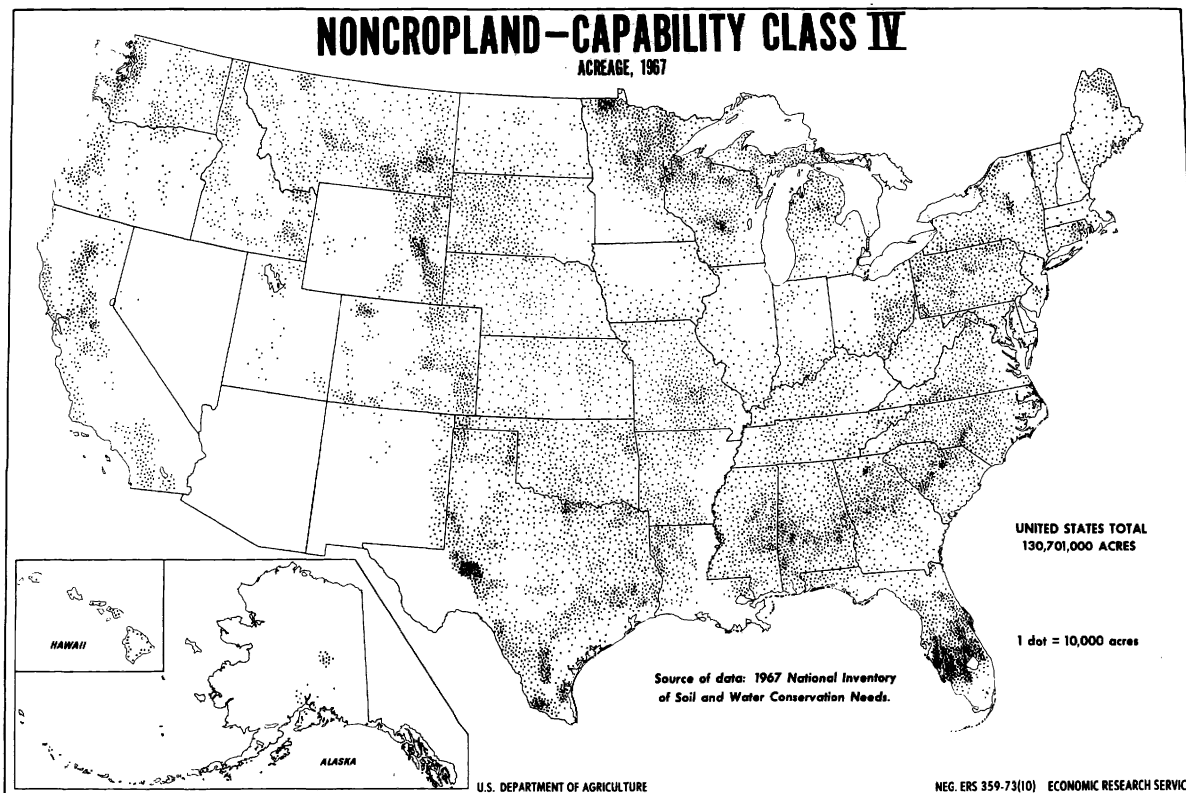 NONCROPLAND-CAPABILITY CLASS IV
ACREAGE, 1967
UNITED STATES TOTAL
130,701,000 ACRES
1 dot = 10,000 acres
HAWAII
Source of data: 1967 National Inventory
of Soil and Water Conservation Needs.
ALASKA
U.S. DEPARTMENT OF AGRICULTURE
NEG. ERS 359-73(10) ECONOMIC RESEARCH SERVIC